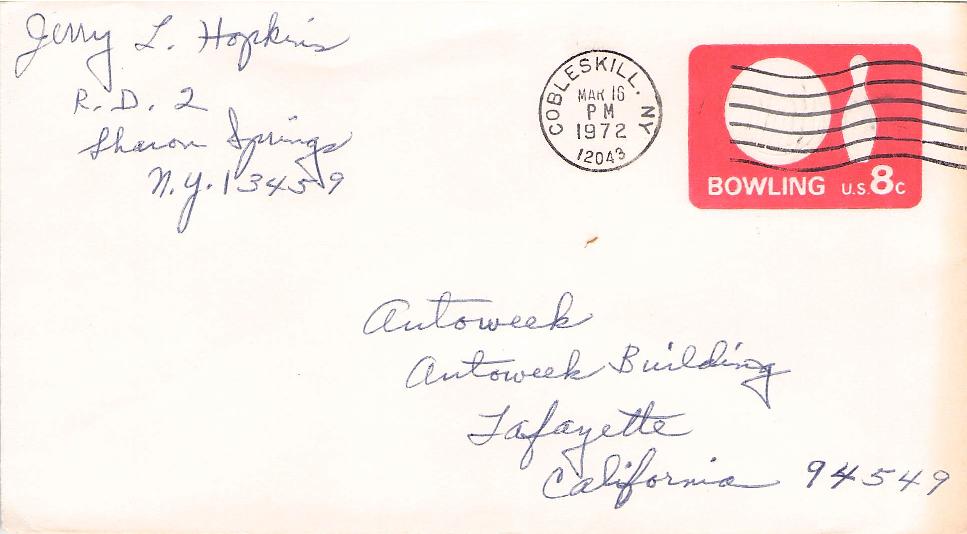 Jerry L. Hopkins
R.D. 2
Sharon Springs
N.Y. 13459
COBLESKILL, NY
MAR 16
PM
1972
12043
BOWLING U.S. 8c
Autoweek
Autoweek Building
Lafayette
California 94549